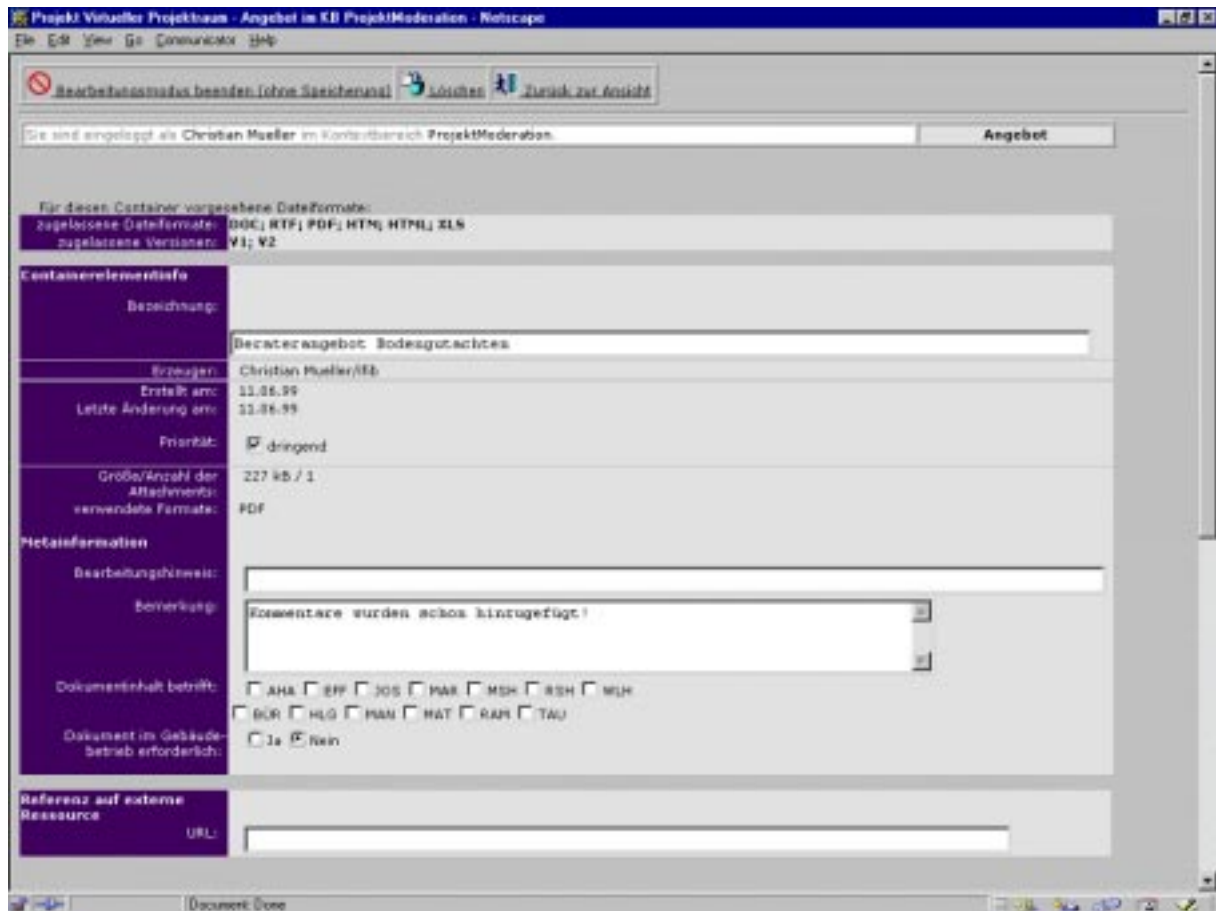 Projekt Virtueller Projektraum - Angebot im KB ProjektModeration - Netscape
File Edit View Go Communicator Help
Bearbeitungsmodus beenden (ohne Speicherung) Löschen Zurück zur Ansicht
Sie sind eingeloggt als Christian Mueller im Kontextbereich ProjektModeration. Angebot
Für diesen Container vorgesehene Dateiformate:
zugelassene Dateiformate: DOC; RTF; PDF; HTM; HTML; XLS
zugelassene Versionen: V1; V2
Containerelementinfo
Bezeichnung:
Beraterangebot Bodengutachten
Erzeuger: Christian Mueller/ifib
Erstellt am: 11.06.99
Letzte Änderung am: 11.06.99
Priorität: dringend
Größe/Anzahl der Attachments: 227 kB / 1
verwendete Formate: PDF
Metainformation
Bearbeitungshinweis:
Bemerkung: Kommentare wurden schon hinzugefügt!
Dokumentinhalt betrifft: AHA EFF JOS MAR MSH RSH WLH
BÜR HLG MAN MAT RAM TAU
Dokument im Gebäude- Ja Nein
betrieb erforderlich:
Referenz auf externe
Ressource
URL:
Document: Done